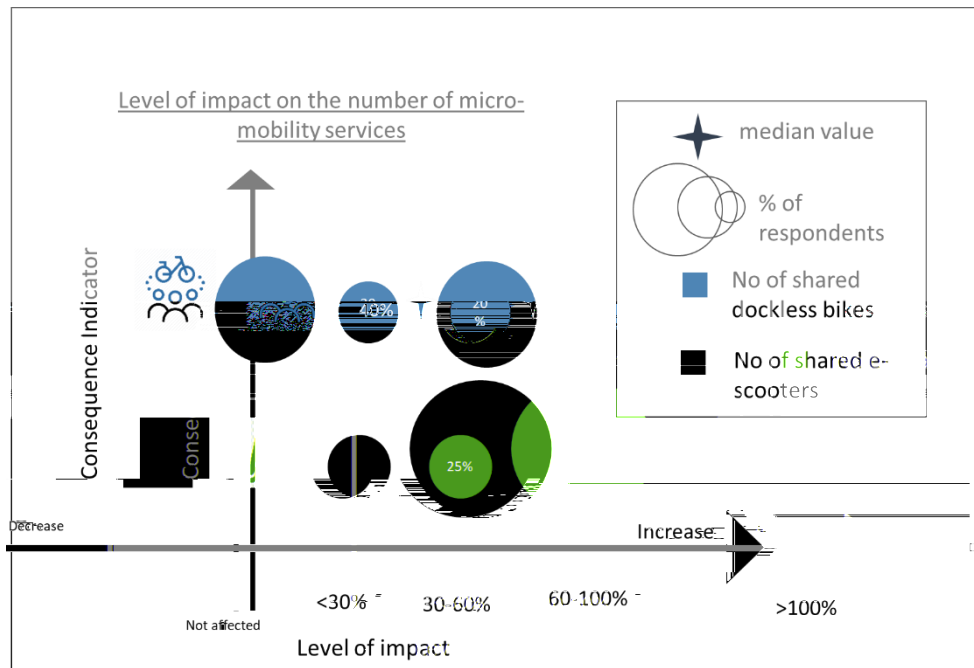 Level of impact on the number of micro-
mobility services
median value
% of
respondents
No of shared
dockless bikes
No of shared e-
scooters
Consequence Indicator
Conse
40%
20
%
25%
Decrease
Increase
<30%
30-60%
60-100%
>100%
Not affected
Level of impact